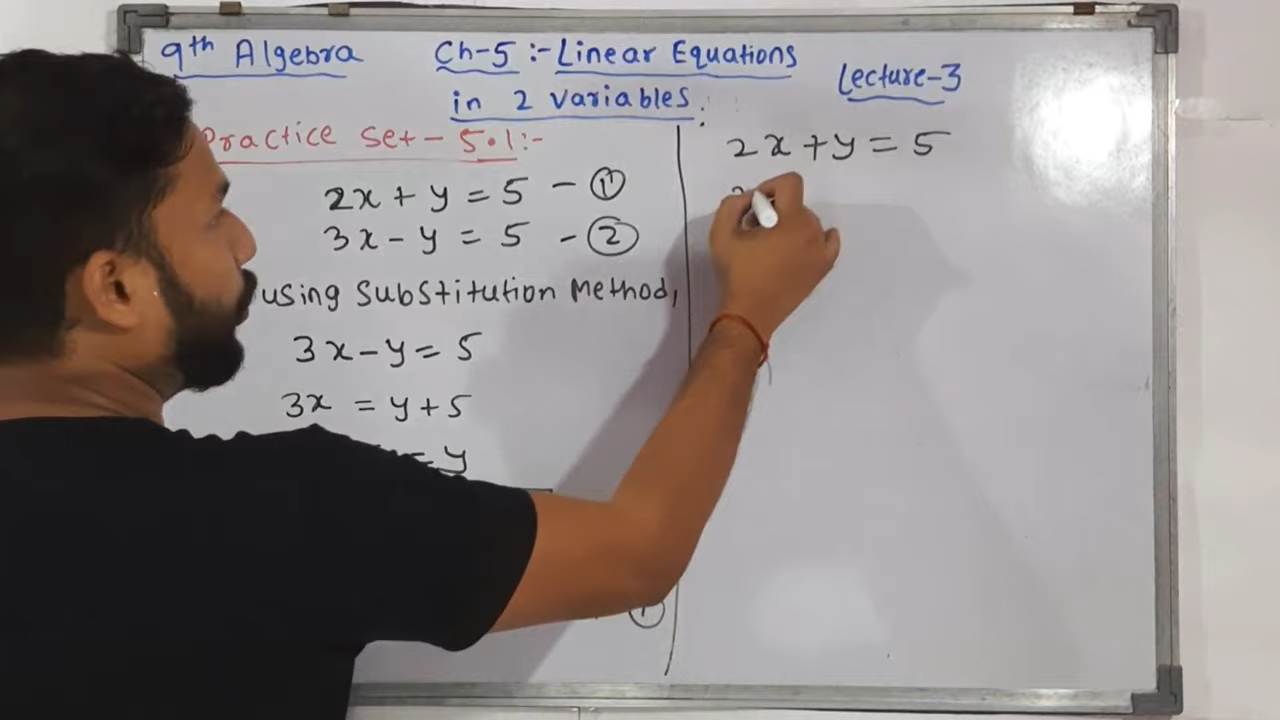 9th Algebra
Ch-5 :- Linear Equations
in 2 variables:
Lecture-3
Practice Set - 5.1:-
2x + y = 5 - ①
3x - y = 5 - ②
using Substitution Method,
3x - y = 5
3x = y + 5
= y
2x + y = 5